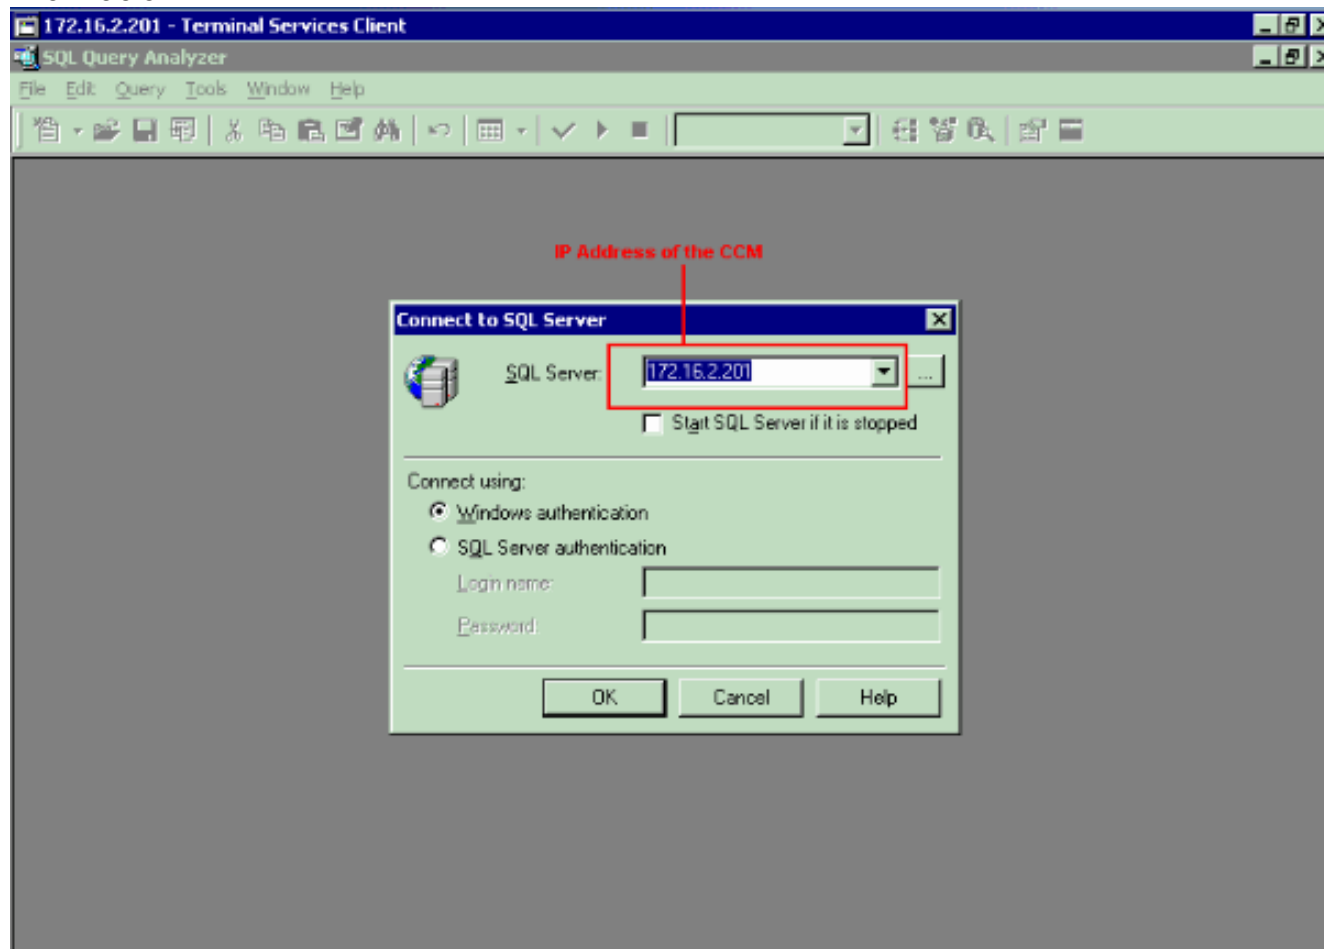 172.16.2.201 - Terminal Services Client
SQL Query Analyzer
File Edit Query Tools Window Help
IP Address of the CCM
Connect to SQL Server
SQL Server: 172.16.2.201 ...
Start SQL Server if it is stopped
Connect using:
Windows authentication
SQL Server authentication
Login name:
Password:
OK Cancel Help